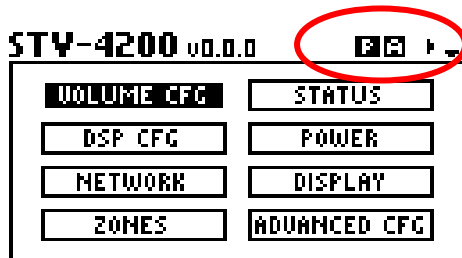 STV-4200 v0.0.0
VOLUME CFG STATUS
DSP CFG POWER
NETWORK DISPLAY
ZONES ADVANCED CFG